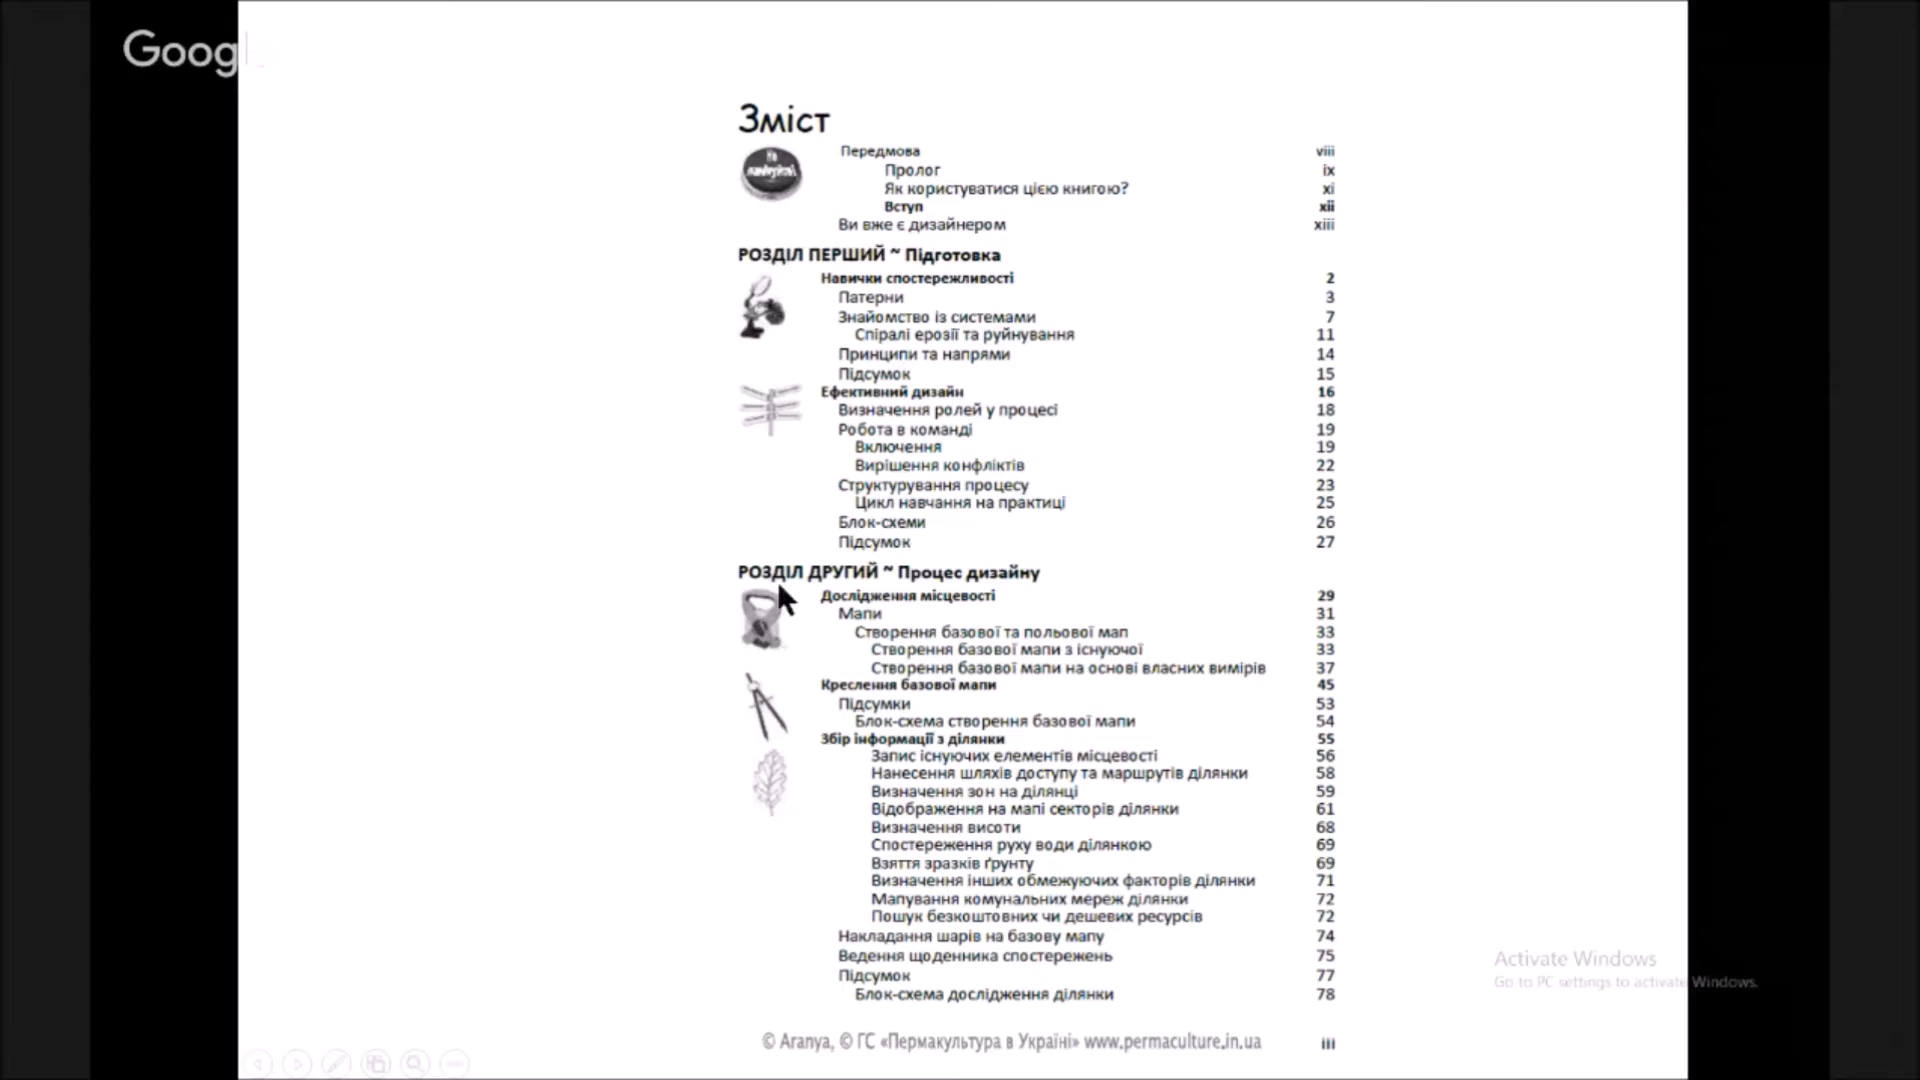 Googl
Зміст
Передмова viii
Пролог ix
Як користуватися цією книгою? xi
Вступ xii
Ви вже є дизайнером xiii
РОЗДІЛ ПЕРШИЙ ~ Підготовка
Навички спостережливості 2
Патерни 3
Знайомство із системами 7
Спіралі ерозії та руйнування 11
Принципи та напрями 14
Підсумок 15
Ефективний дизайн 16
Визначення ролей у процесі 18
Робота в команді 19
Включення 19
Вирішення конфліктів 22
Структурування процесу 23
Цикл навчання на практиці 25
Блок-схеми 26
Підсумок 27
РОЗДІЛ ДРУГИЙ ~ Процес дизайну
Дослідження місцевості 29
Мапи 31
Створення базової та польової мап 33
Створення базової мапи з існуючої 33
Створення базової мапи на основі власних вимірів 37
Креслення базової мапи 45
Підсумки 53
Блок-схема створення базової мапи 54
Збір інформації з ділянки 55
Запис існуючих елементів місцевості 56
Нанесення шляхів доступу та маршрутів ділянки 58
Визначення зон на ділянці 59
Відображення на мапі секторів ділянки 61
Визначення висоти 68
Спостереження руху води ділянкою 69
Взяття зразків ґрунту 69
Визначення інших обмежуючих факторів ділянки 71
Мапування комунальних мереж ділянки 72
Пошук безкоштовних чи дешевих ресурсів 72
Накладання шарів на базову мапу 74
Ведення щоденника спостережень 75
Підсумок 77
Блок-схема дослідження ділянки 78
Activate Windows
Go to PC settings to activate Windows.
© Aranya, © ГС «Пермакультура в Україні» www.permaculture.in.ua iii